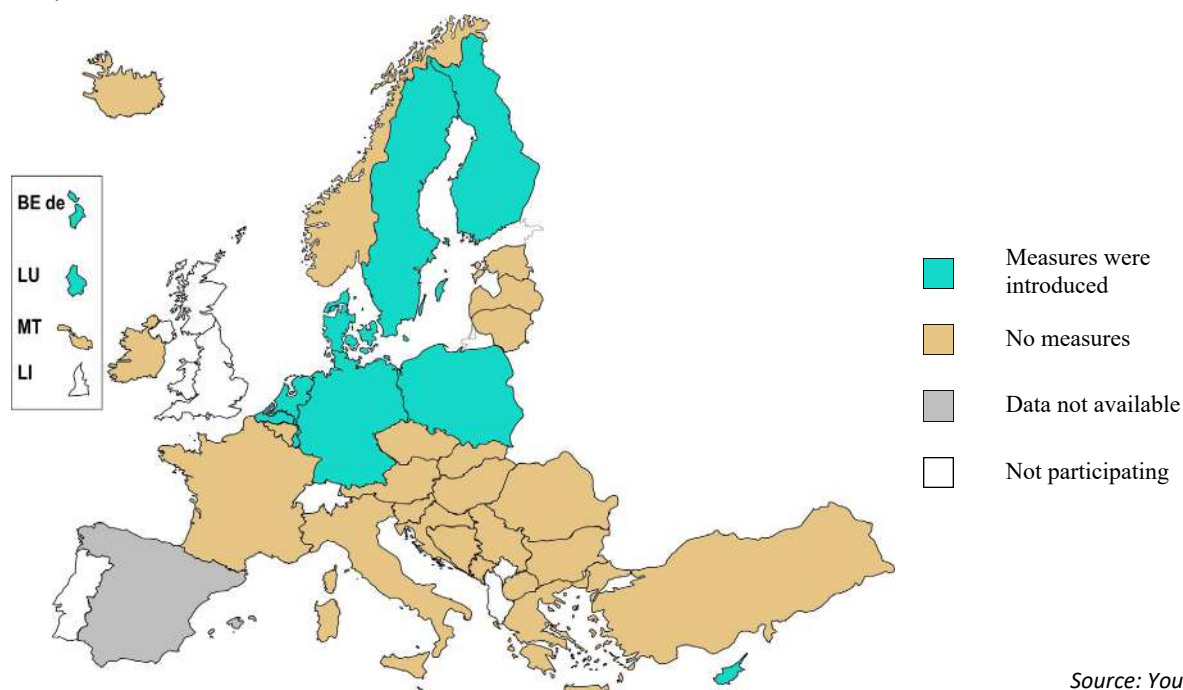 BE de
LU
MT
LI
Measures were
introduced
No measures
Data not available
Not participating
Source: You